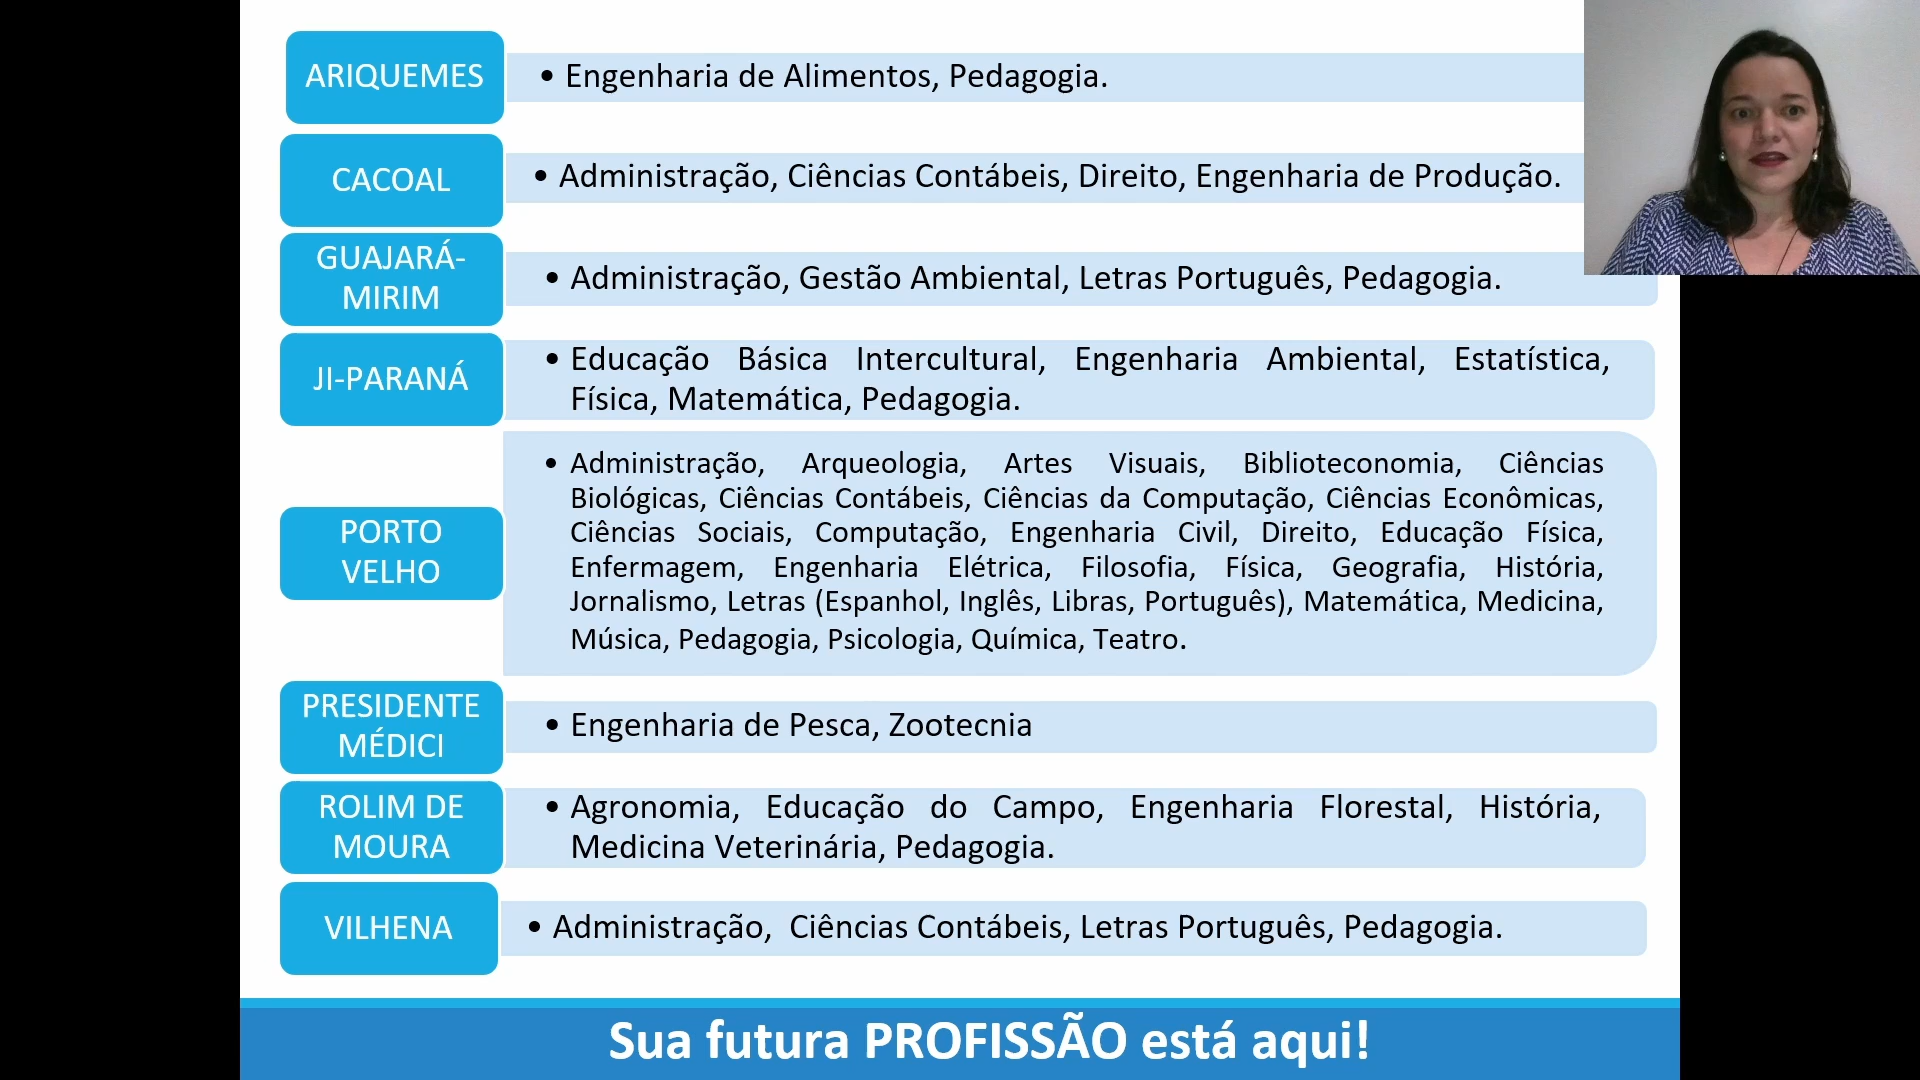 ARIQUEMES
• Engenharia de Alimentos, Pedagogia.
CACOAL
• Administração, Ciências Contábeis, Direito, Engenharia de Produção.
GUAJARÁ-
MIRIM
• Administração, Gestão Ambiental, Letras Português, Pedagogia.
JI-PARANÁ
• Educação Básica Intercultural, Engenharia Ambiental, Estatística,
Física, Matemática, Pedagogia.
PORTO
VELHO
• Administração, Arqueologia, Artes Visuais, Biblioteconomia, Ciências
Biológicas, Ciências Contábeis, Ciências da Computação, Ciências Econômicas,
Ciências Sociais, Computação, Engenharia Civil, Direito, Educação Física,
Enfermagem, Engenharia Elétrica, Filosofia, Física, Geografia, História,
Jornalismo, Letras (Espanhol, Inglês, Libras, Português), Matemática, Medicina,
Música, Pedagogia, Psicologia, Química, Teatro.
PRESIDENTE
MÉDICI
• Engenharia de Pesca, Zootecnia
ROLIM DE
MOURA
• Agronomia, Educação do Campo, Engenharia Florestal, História,
Medicina Veterinária, Pedagogia.
VILHENA
• Administração, Ciências Contábeis, Letras Português, Pedagogia.
Sua futura PROFISSÃO está aqui!